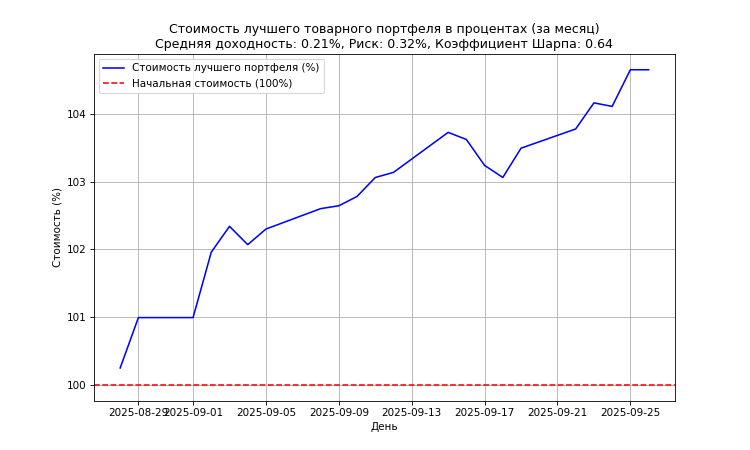 Стоимость лучшего товарного портфеля в процентах (за месяц)
Средняя доходность: 0.21%, Риск: 0.32%, Коэффициент Шарпа: 0.64
Стоимость лучшего портфеля (%)
Начальная стоимость (100%)
Стоимость (%)
104
103
102
101
100
2025-08-29
2025-09-01
2025-09-05
2025-09-09
2025-09-13
2025-09-17
2025-09-21
2025-09-25
День